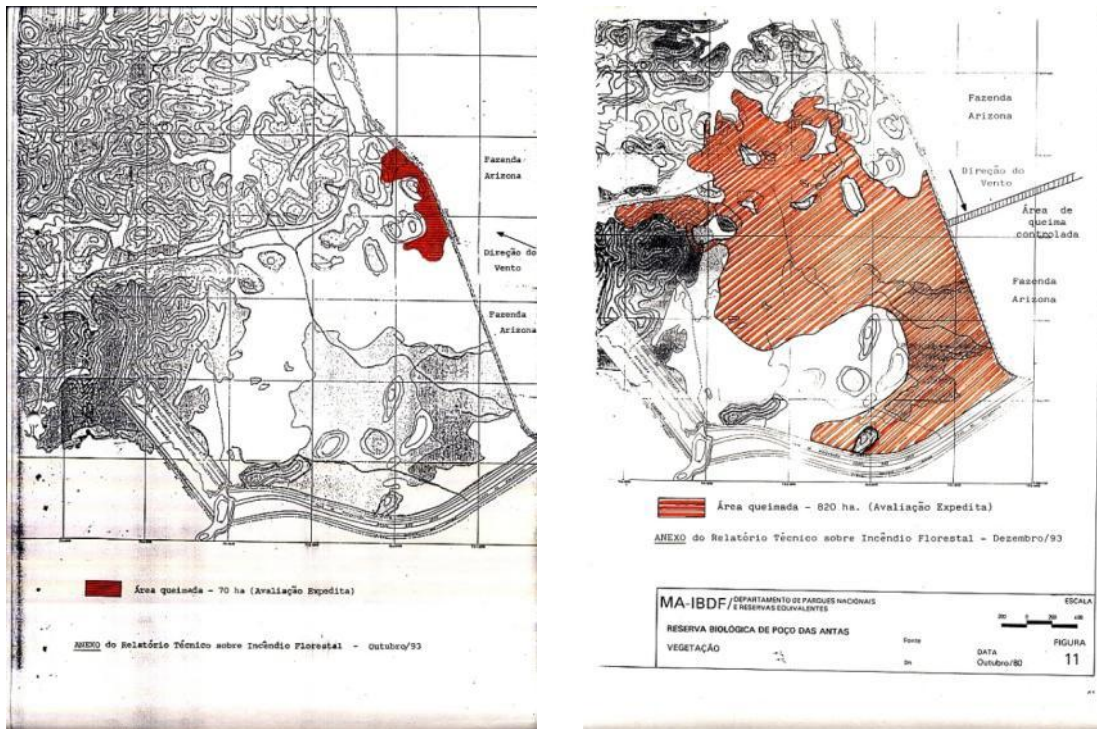 Fazenda
Arizona
Direção do
Vento
Fazenda
Arizona
Área queimada - 70 ha (Avaliação Expedita)
ANEXO do Relatório Técnico sobre Incêndio Florestal - Outubro/93
Fazenda
Arizona
Direção do
Vento
Área de
queima
controlada
Fazenda
Arizona
Área queimada - 820 ha. (Avaliação Expedita)
ANEXO do Relatório Técnico sobre Incêndio Florestal - Dezembro/93
MA-IBDF/ DEPARTAMENTO DE PARQUES NACIONAIS
E RESERVAS EQUIVALENTES
ESCALA
RESERVA BIOLÓGICA DE POÇO DAS ANTAS
VEGETAÇÃO
Fonte
Dn
DATA
Outubro/80
FIGURA
11